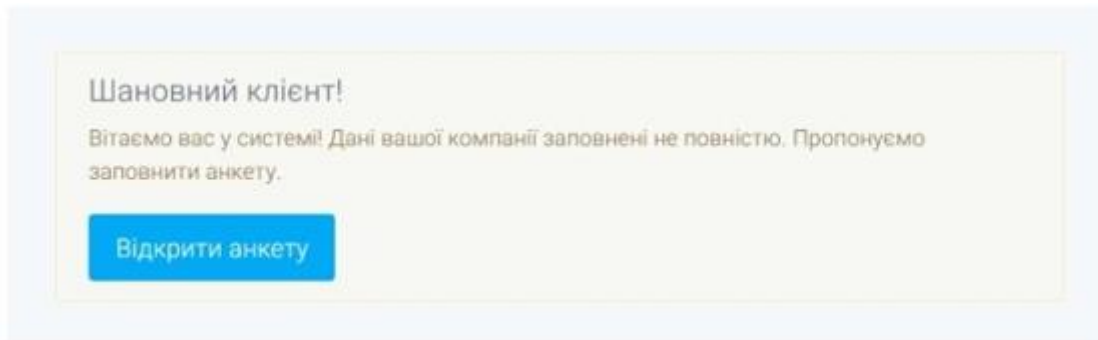 Шановний клієнт!
Вітаємо вас у системі! Дані вашої компанії заповнені не повністю. Пропонуємо
заповнити анкету.
Відкрити анкету